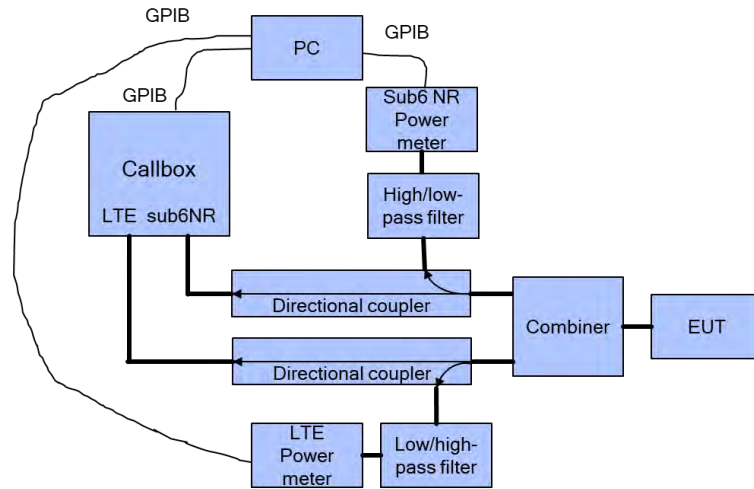 GPIB
PC
GPIB
GPIB
Sub6 NR
Power
meter
Callbox
LTE sub6NR
High/low-
pass filter
Directional coupler
Combiner
EUT
Directional coupler
LTE
Power
meter
Low/high-
pass filter